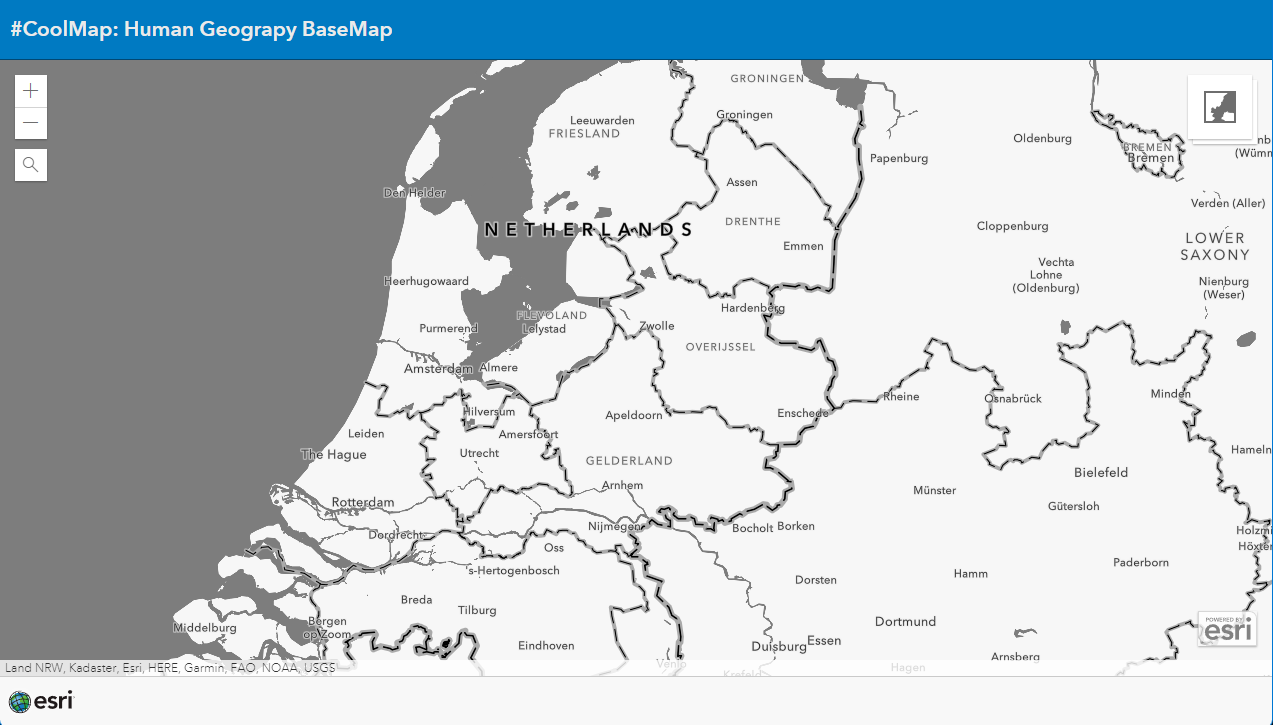 #CoolMap: Human Geograpy BaseMap
GRONINGEN
Groningen
Leeuwarden
FRIESLAND
Oldenburg
BREMEN
Bremen
(Wümm
Papenburg
Assen
Den Helder
Verden (Aller)
DRENTHE
NETHERLANDS
Cloppenburg
Emmen
LOWER
SAXONY
Vechta
Lohne
(Oldenburg)
Heerhugowaard
Nienburg
(Weser)
Hardenberg
FLEVOLAND
Lelystad
Purmerend
Zwolle
OVERIJSSEL
Amsterdam
Almere
Rheine
Osnabrück
Minden
Hilversum
Apeldoorn
Enschede
Leiden
Amersfoort
Utrecht
The Hague
Hameln
GELDERLAND
Bielefeld
Arnhem
Münster
Rotterdam
Gütersloh
Nijmegen
Bocholt
Borken
Dordrecht
Holzmi
Höxter
Oss
's-Hertogenbosch
Paderborn
Hamm
Dorsten
Breda
Tilburg
Middelburg
Bergen
op Zoom
Dortmund
POWERED BY
esri
Essen
Eindhoven
Duisburg
Arnsberg
Venlo
Hagen
Krefeld
Land NRW, Kadaster, Esri, HERE, Garmin, FAO, NOAA, USGS
esri